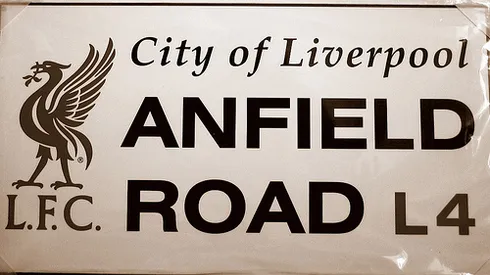 City of Liverpool
ANFIELD
ROAD L4
L.F.C.